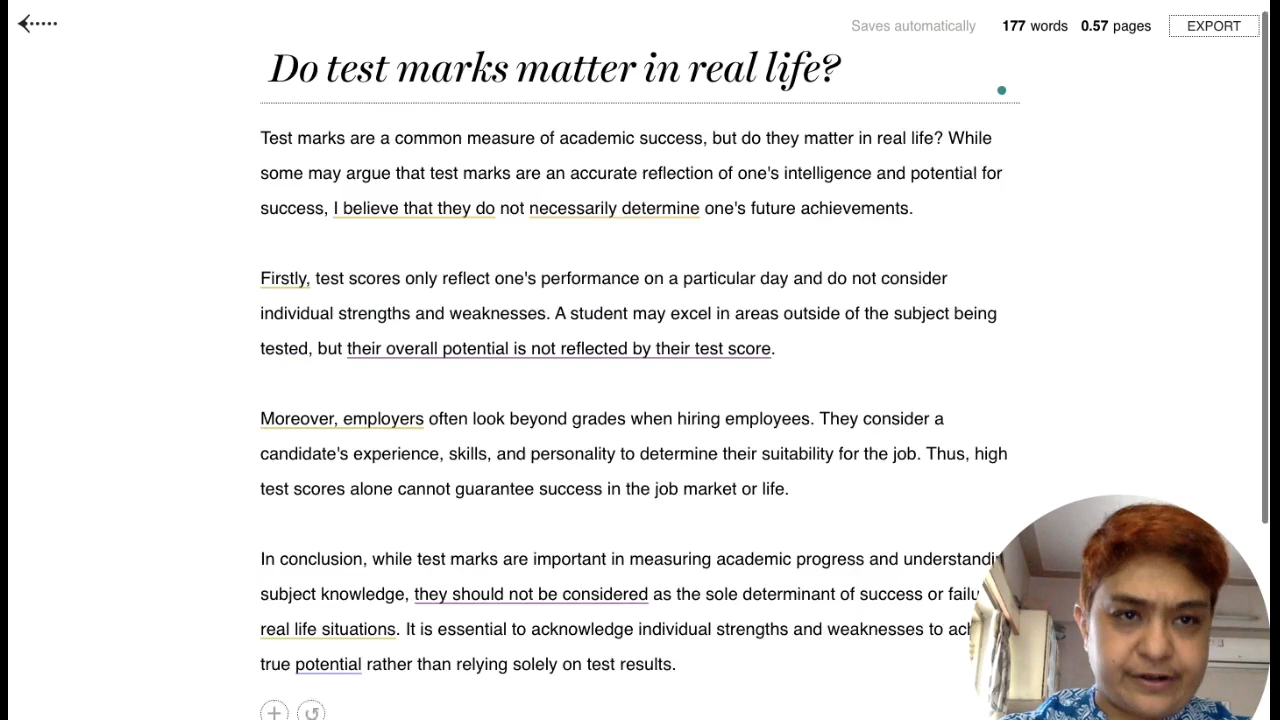 Saves automatically 177 words 0.57 pages EXPORT
Do test marks matter in real life?
Test marks are a common measure of academic success, but do they matter in real life? While
some may argue that test marks are an accurate reflection of one's intelligence and potential for
success, I believe that they do not necessarily determine one's future achievements.
Firstly, test scores only reflect one's performance on a particular day and do not consider
individual strengths and weaknesses. A student may excel in areas outside of the subject being
tested, but their overall potential is not reflected by their test score.
Moreover, employers often look beyond grades when hiring employees. They consider a
candidate's experience, skills, and personality to determine their suitability for the job. Thus, high
test scores alone cannot guarantee success in the job market or life.
In conclusion, while test marks are important in measuring academic progress and
subject knowledge, they should not be considered as the sole determinant of success or
real life situations. It is essential to acknowledge individual strengths and weaknesses to
true potential rather than relying solely on test results.